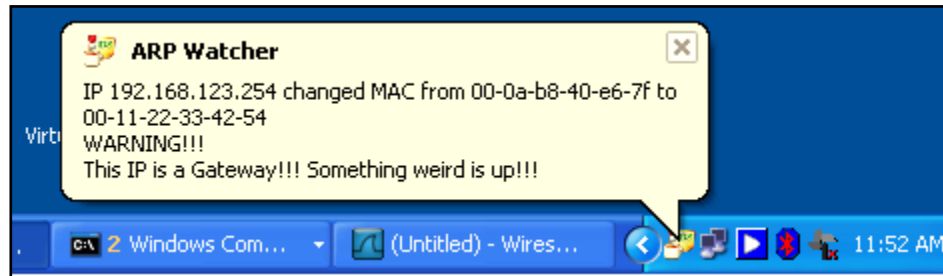 ARP Watcher
IP 192.168.123.254 changed MAC from 00-0a-b8-40-e6-7f to
00-11-22-33-42-54
WARNING!!!
This IP is a Gateway!!! Something weird is up!!!
Virtu
2 Windows Com...
(Untitled) - Wires...
11:52 AM